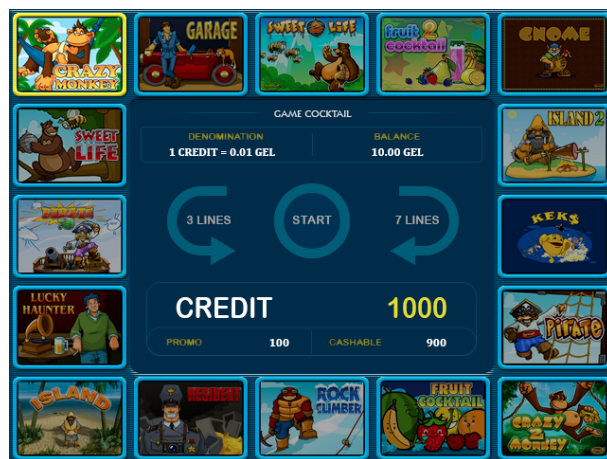 CRAZY
MONKEY
GARAGE
SWEET LIFE
fruit 2
cocktail
GNOME
SWEET
LIFE
GAME COCKTAIL
ISLAND 2
DENOMINATION
BALANCE
1 CREDIT = 0.01 GEL
10.00 GEL
PIRATE
3 LINES
START
7 LINES
KEKS
LUCKY
HAUNTER
CREDIT
1000
PIRATE
PROMO
100
CASHABLE
900
ISLAND
RESIDENT
ROCK
CLIMBER
FRUIT
COCKTAIL
CRAZY
2
MONKEY